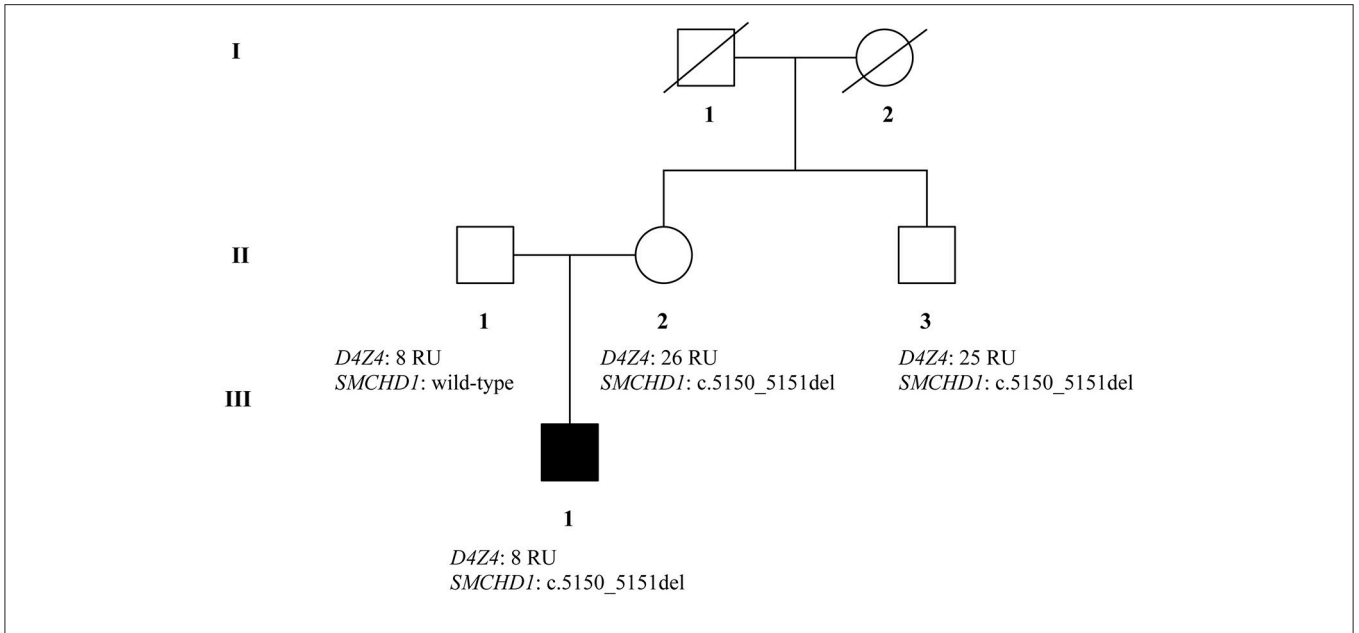 I
1
2
II
1
2
3
D4Z4: 8 RU
SMCHD1: wild-type
D4Z4: 26 RU
SMCHD1: c.5150_5151del
D4Z4: 25 RU
SMCHD1: c.5150_5151del
III
1
D4Z4: 8 RU
SMCHD1: c.5150_5151del